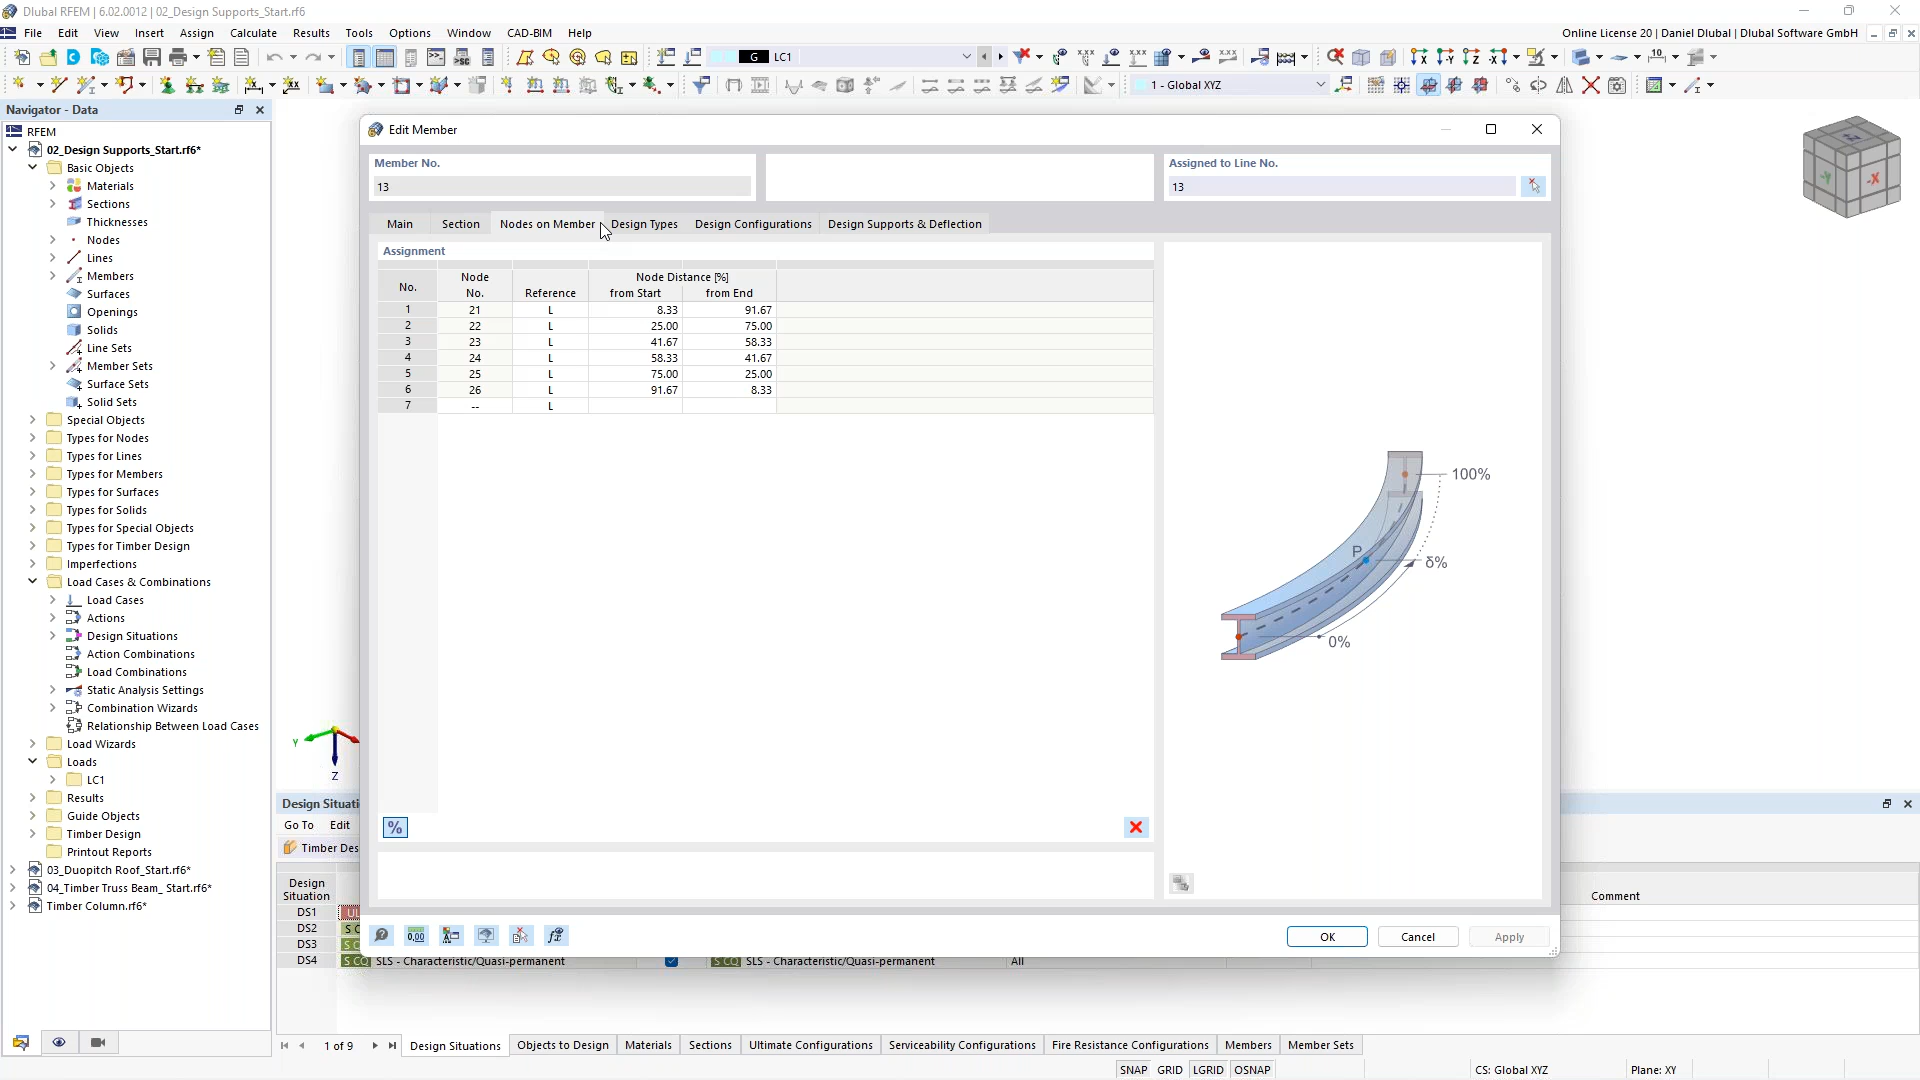 Dlubal RFEM | 6.02.0012 | 02_Design Supports_Start.rf6*
File Edit View Insert Assign Calculate Results Tools Options Window CAD-BIM Help
Online License 20 | Daniel Dlubal | Dlubal Software GmbH
G LC1
1 - Global XYZ
Navigator - Data
RFEM
02_Design Supports_Start.rf6*
Basic Objects
Materials
Sections
Thicknesses
Nodes
Lines
Members
Surfaces
Openings
Solids
Line Sets
Member Sets
Surface Sets
Solid Sets
Special Objects
Types for Nodes
Types for Lines
Types for Members
Types for Surfaces
Types for Solids
Types for Special Objects
Types for Timber Design
Imperfections
Load Cases & Combinations
Load Cases
Actions
Design Situations
Action Combinations
Load Combinations
Static Analysis Settings
Combination Wizards
Relationship Between Load Cases
Load Wizards
Loads
LC1
Results
Guide Objects
Timber Design
Printout Reports
03_Duopitch Roof_Start.rf6*
04_Timber Truss Beam_ Start.rf6*
Timber Column.rf6*
Edit Member
Member No.
13
Assigned to Line No.
13
Main Section Nodes on Member Design Types Design Configurations Design Supports & Deflection
Assignment
No. Node No. Reference Node Distance [%] from Start from End
1 21 L 8.33 91.67
2 22 L 25.00 75.00
3 23 L 41.67 58.33
4 24 L 58.33 41.67
5 25 L 75.00 25.00
6 26 L 91.67 8.33
7 -- L
100%
P
δ%
0%
%
OK Cancel Apply
Y
Z
-Y
-X
+Z
Design Situati
Go To Edit
Timber Des
Design Situation
Comment
DS1 UL
DS2 S C
DS3 S C
DS4 S CQ SLS - Characteristic/Quasi-permanent S CQ SLS - Characteristic/Quasi-permanent All
1 of 9 Design Situations Objects to Design Materials Sections Ultimate Configurations Serviceability Configurations Fire Resistance Configurations Members Member Sets
SNAP GRID LGRID OSNAP CS: Global XYZ Plane: XY